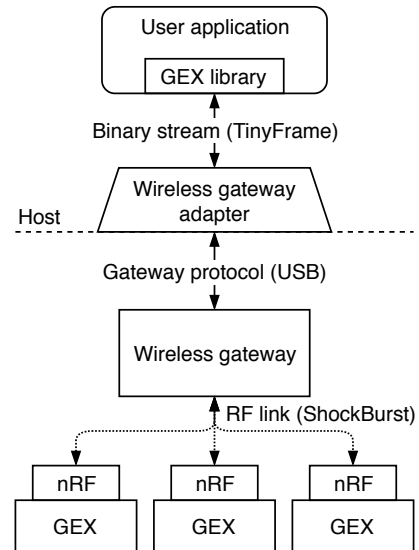 User application
GEX library
Binary stream (TinyFrame)
Wireless gateway
adapter
Host
Gateway protocol (USB)
Wireless gateway
RF link (ShockBurst)
nRF nRF nRF
GEX GEX GEX